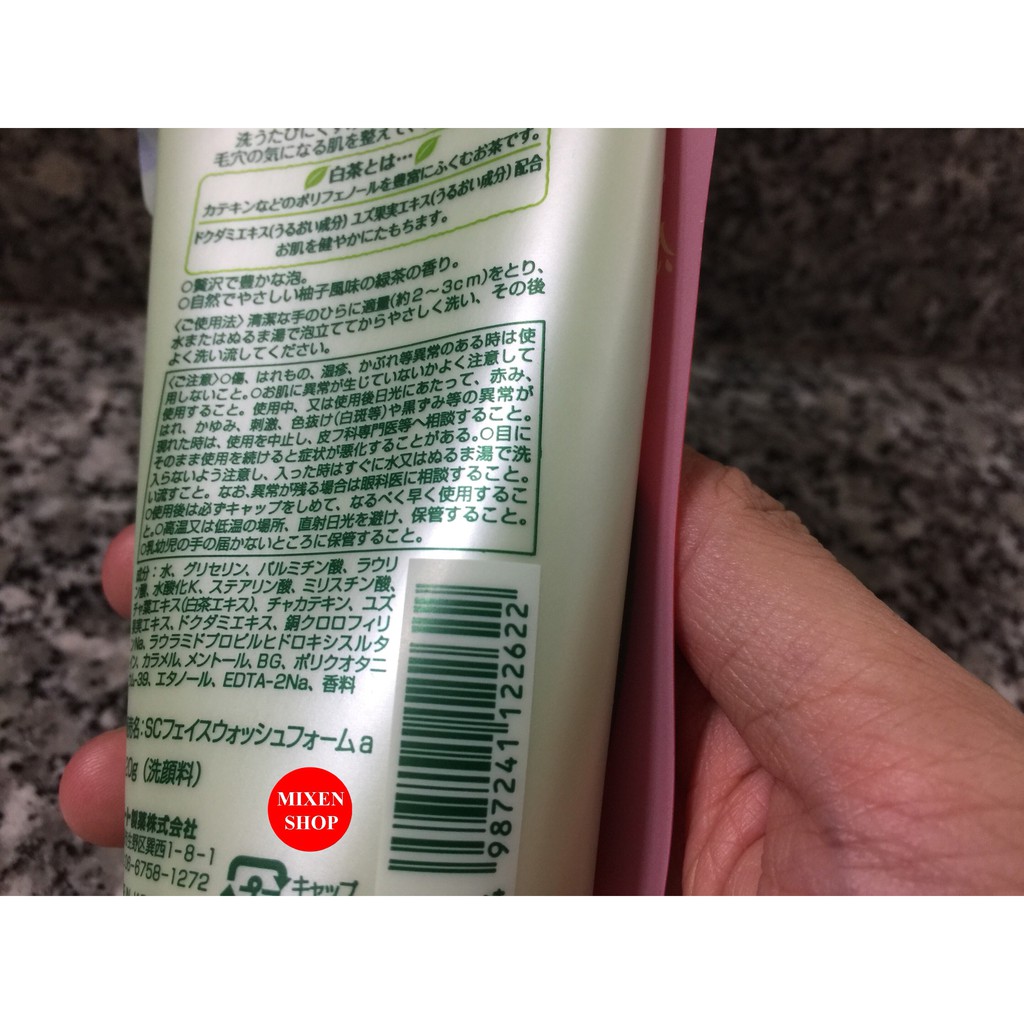 洗うたびにくす
毛穴の気になる肌を整えて、
白茶とは…
カテキンなどのポリフェノールを豊富にふくむお茶です。
ドクダミエキス(うるおい成分) ユズ果実エキス(うるおい成分) 配合
お肌を健やかにたもちます。
○贅沢で豊かな泡。
○自然でやさしい柚子風味の緑茶の香り。
〈ご使用法〉清潔な手のひらに適量(約2～3cm)をとり、
水またはぬるま湯で泡立ててからやさしく洗い、その後
よく洗い流してください。
〈ご注意〉○傷、はれもの、湿疹、かぶれ等異常のある時は使
用しないこと。○お肌に異常が生じていないかよく注意して
使用すること。使用中、又は使用後日光にあたって、赤み、
はれ、かゆみ、刺激、色抜け(白斑等)や黒ずみ等の異常が
現れた時は、使用を中止し、皮フ科専門医等へ相談すること。
そのまま使用を続けると症状が悪化することがある。○目に
入らないよう注意し、入った時はすぐに水又はぬるま湯で洗
い流すこと。なお、異常が残る場合は眼科医に相談すること。
○使用後は必ずキャップをしめて、なるべく早く使用するこ
と。○高温又は低温の場所、直射日光を避け、保管すること。
○乳幼児の手の届かないところに保管すること。
成分：水、グリセリン、パルミチン酸、ラウリ
ン酸、水酸化K、ステアリン酸、ミリスチン酸、
チャ葉エキス(白茶エキス)、チャカテキン、ユズ
果実エキス、ドクダミエキス、銅クロロフィリ
ンNa、ラウラミドプロピルヒドロキシスルタ
イン、カラメル、メントール、BG、ポリクオタニ
ウム-39、エタノール、EDTA-2Na、香料
名：SCフェイスウォッシュフォームa
20g (洗顔料)
ト製薬株式会社
生野区巽西1-8-1
06-6758-1272
キャップ
4 987241 122622
MIXEN
SHOP